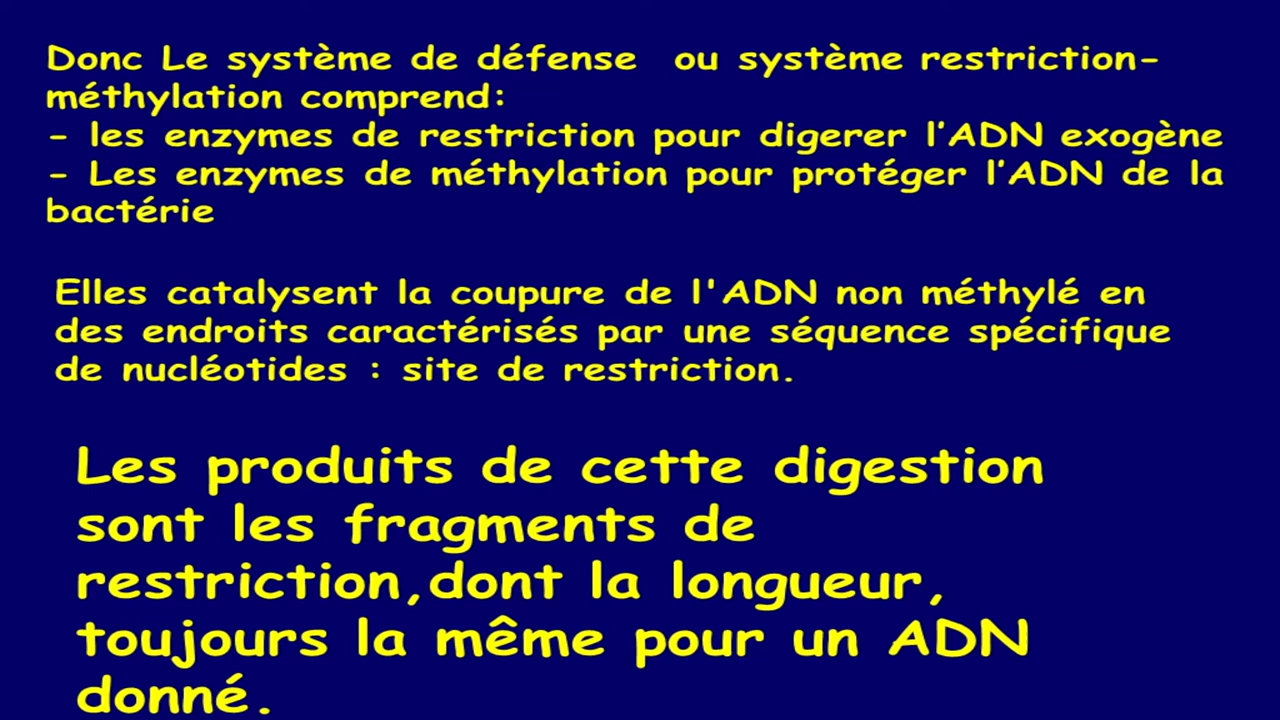 Donc Le système de défense ou système restriction-
méthylation comprend:
- les enzymes de restriction pour digerer l'ADN exogène
- Les enzymes de méthylation pour protéger l'ADN de la
bactérie
Elles catalysent la coupure de l'ADN non méthylé en
des endroits caractérisés par une séquence spécifique
de nucléotides : site de restriction.
Les produits de cette digestion
sont les fragments de
restriction,dont la longueur,
toujours la même pour un ADN
donné.